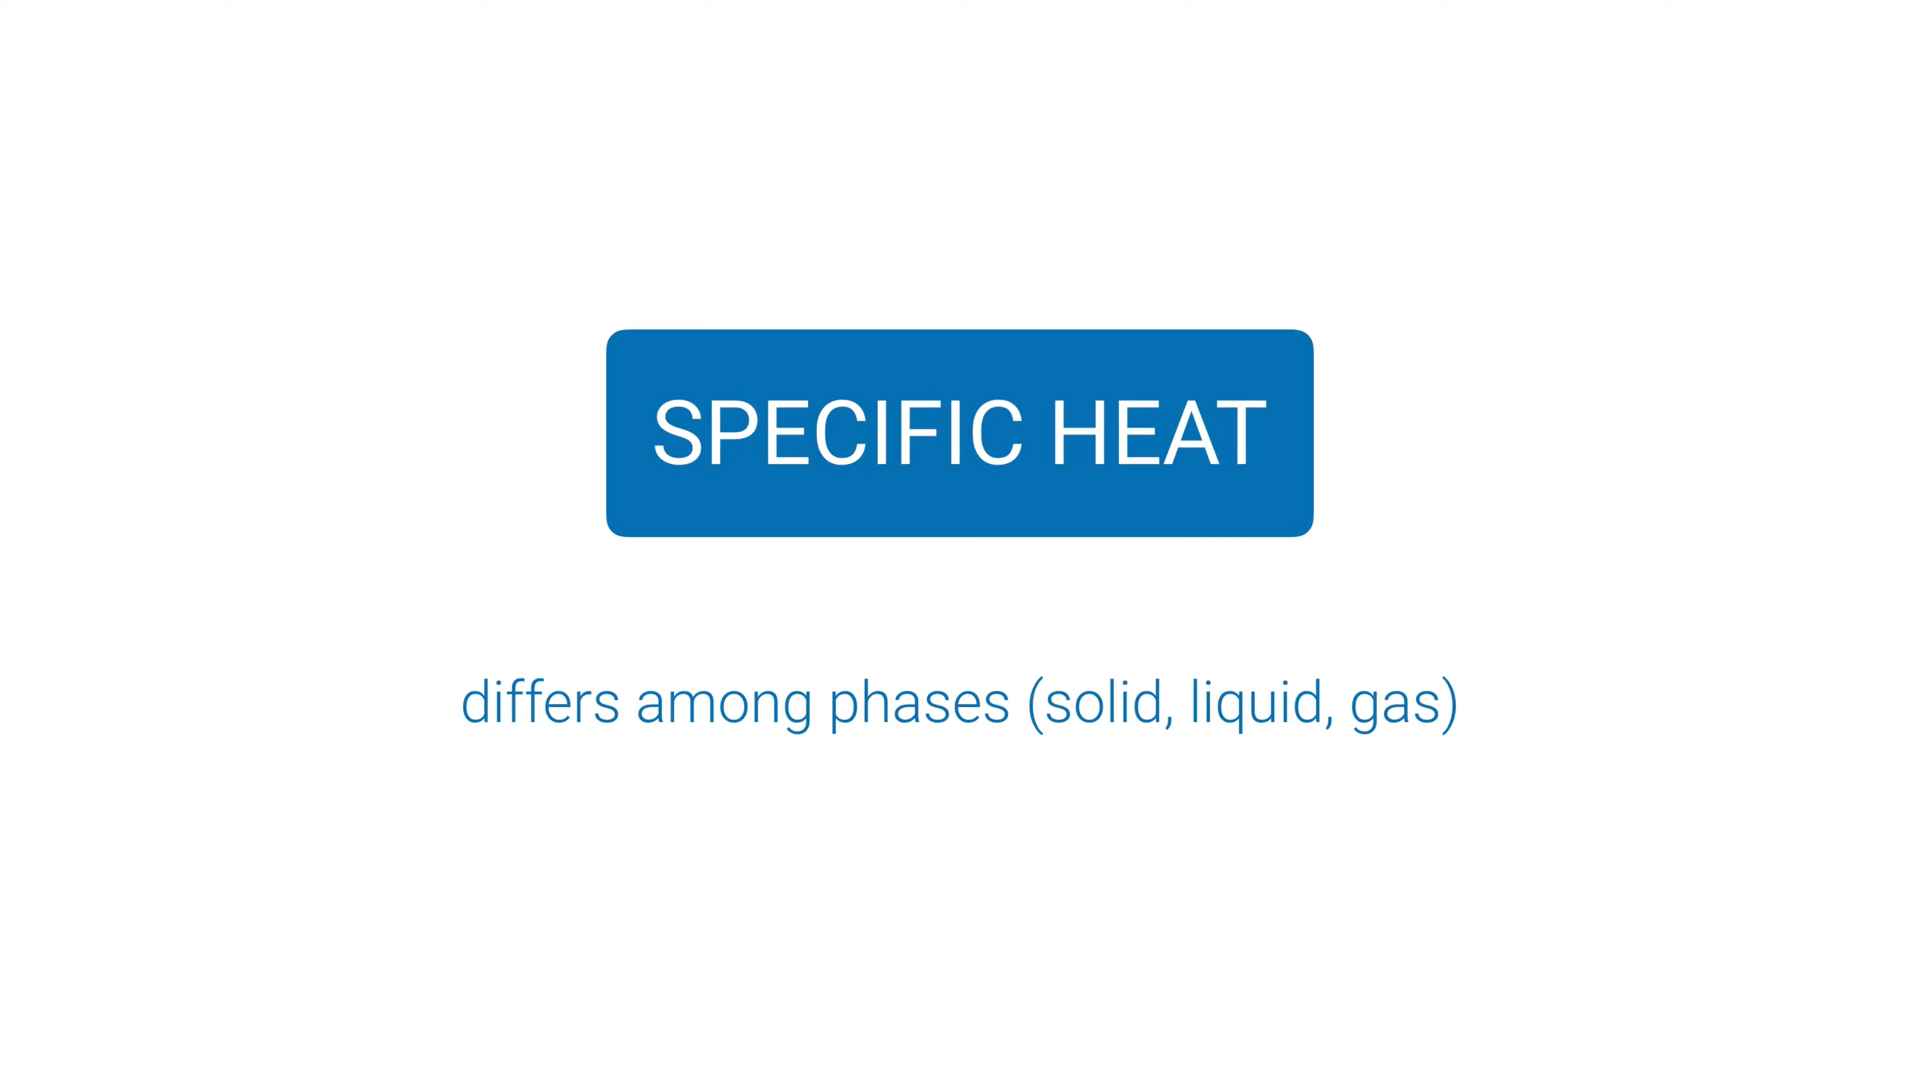 SPECIFIC HEAT
differs among phases (solid, liquid, gas)